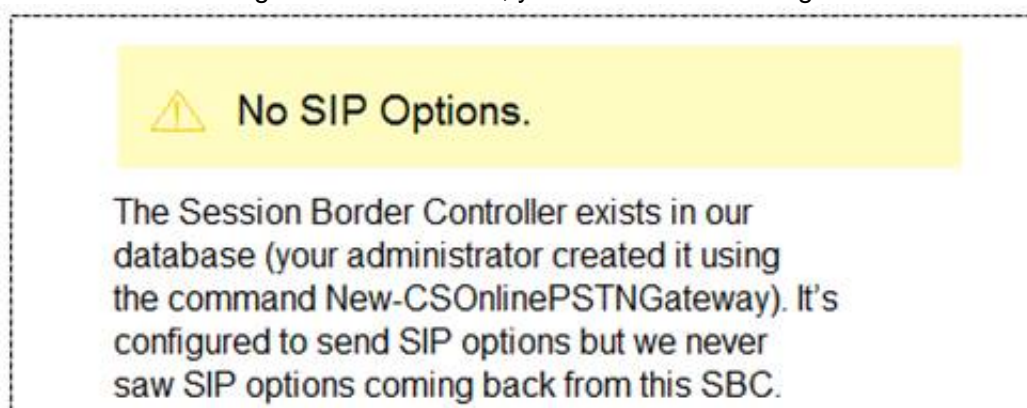 No SIP Options.
The Session Border Controller exists in our
database (your administrator created it using
the command New-CSOnlinePSTNGateway). It's
configured to send SIP options but we never
saw SIP options coming back from this SBC.